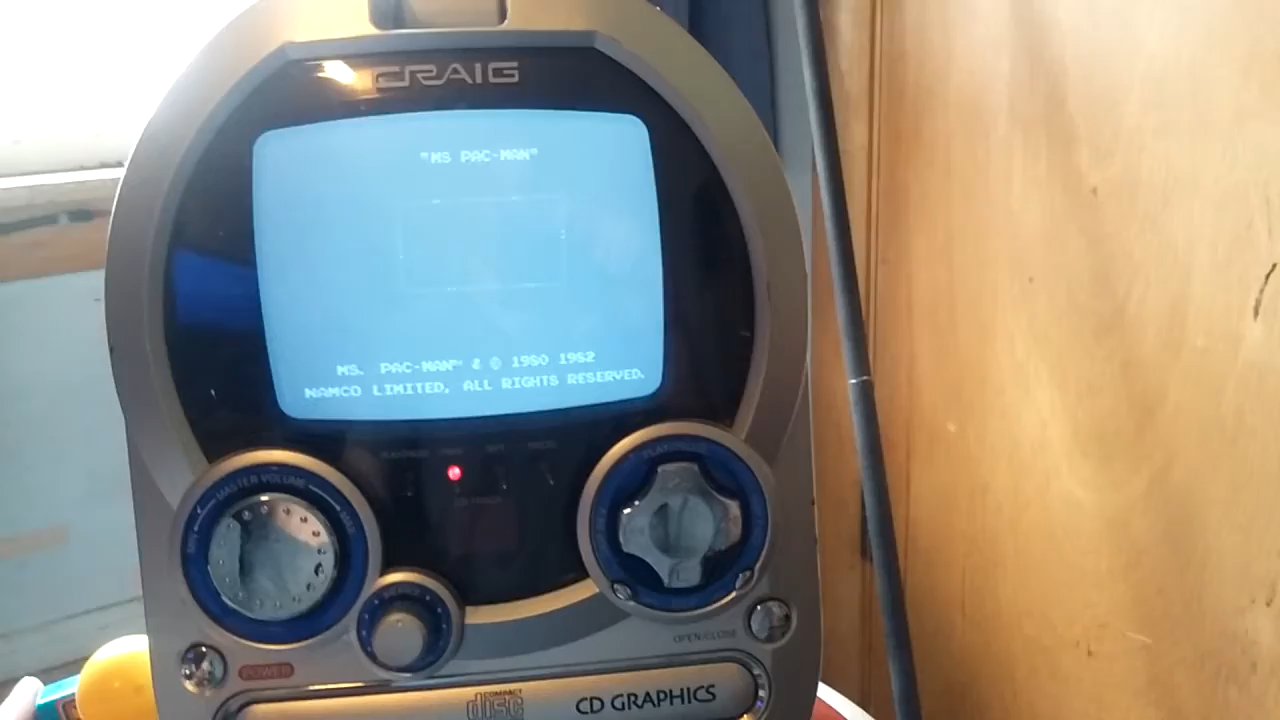 CRAIG
"MS PAC-MAN"
MS. PAC-MAN™ & © 1980 1982
NAMCO LIMITED, ALL RIGHTS RESERVED.
MASTER VOLUME
OPEN/CLOSE
POWER
COMPACT
disc
CD GRAPHICS